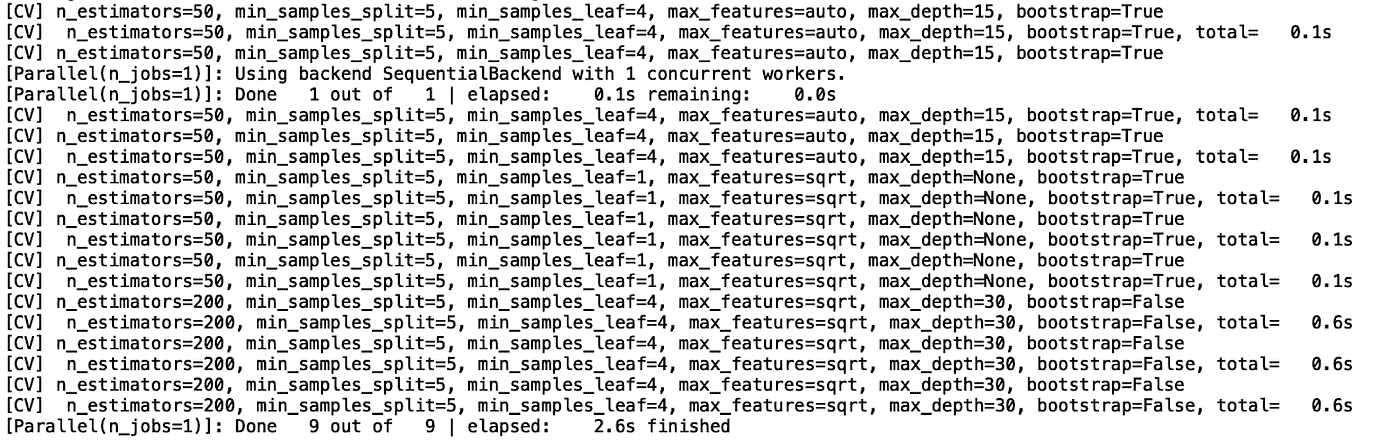 [CV] n_estimators=50, min_samples_split=5, min_samples_leaf=4, max_features=auto, max_depth=15, bootstrap=True
[CV]  n_estimators=50, min_samples_split=5, min_samples_leaf=4, max_features=auto, max_depth=15, bootstrap=True, total=   0.1s
[CV] n_estimators=50, min_samples_split=5, min_samples_leaf=4, max_features=auto, max_depth=15, bootstrap=True
[Parallel(n_jobs=1)]: Using backend SequentialBackend with 1 concurrent workers.
[Parallel(n_jobs=1)]: Done   1 out of   1 | elapsed:    0.1s remaining:    0.0s
[CV]  n_estimators=50, min_samples_split=5, min_samples_leaf=4, max_features=auto, max_depth=15, bootstrap=True, total=   0.1s
[CV] n_estimators=50, min_samples_split=5, min_samples_leaf=4, max_features=auto, max_depth=15, bootstrap=True
[CV]  n_estimators=50, min_samples_split=5, min_samples_leaf=4, max_features=auto, max_depth=15, bootstrap=True, total=   0.1s
[CV] n_estimators=50, min_samples_split=5, min_samples_leaf=1, max_features=sqrt, max_depth=None, bootstrap=True
[CV]  n_estimators=50, min_samples_split=5, min_samples_leaf=1, max_features=sqrt, max_depth=None, bootstrap=True, total=   0.1s
[CV] n_estimators=50, min_samples_split=5, min_samples_leaf=1, max_features=sqrt, max_depth=None, bootstrap=True
[CV]  n_estimators=50, min_samples_split=5, min_samples_leaf=1, max_features=sqrt, max_depth=None, bootstrap=True, total=   0.1s
[CV] n_estimators=50, min_samples_split=5, min_samples_leaf=1, max_features=sqrt, max_depth=None, bootstrap=True
[CV]  n_estimators=50, min_samples_split=5, min_samples_leaf=1, max_features=sqrt, max_depth=None, bootstrap=True, total=   0.1s
[CV] n_estimators=200, min_samples_split=5, min_samples_leaf=4, max_features=sqrt, max_depth=30, bootstrap=False
[CV]  n_estimators=200, min_samples_split=5, min_samples_leaf=4, max_features=sqrt, max_depth=30, bootstrap=False, total=   0.6s
[CV] n_estimators=200, min_samples_split=5, min_samples_leaf=4, max_features=sqrt, max_depth=30, bootstrap=False
[CV]  n_estimators=200, min_samples_split=5, min_samples_leaf=4, max_features=sqrt, max_depth=30, bootstrap=False, total=   0.6s
[CV] n_estimators=200, min_samples_split=5, min_samples_leaf=4, max_features=sqrt, max_depth=30, bootstrap=False
[CV]  n_estimators=200, min_samples_split=5, min_samples_leaf=4, max_features=sqrt, max_depth=30, bootstrap=False, total=   0.6s
[Parallel(n_jobs=1)]: Done   9 out of   9 | elapsed:    2.6s finished